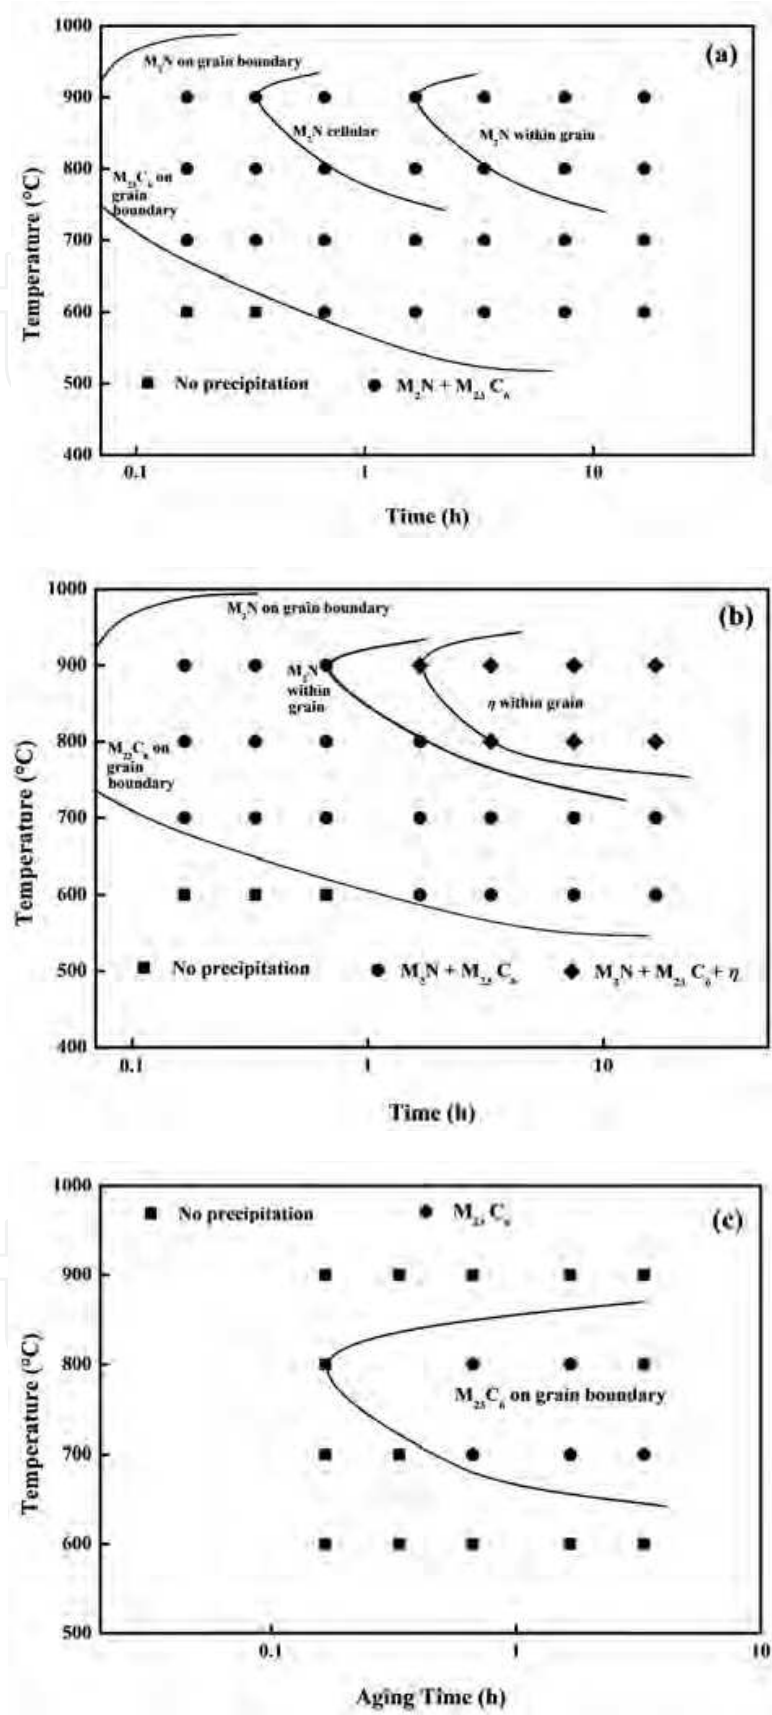 1000
(a)
M2N on grain boundary
900
M2N cellular
M2N within grain
800
M23C6 on
grain
boundary
700
Temperature (°C)
600
500
No precipitation
M2N + M23 C6
400
0.1
1
10
Time (h)
1000
(b)
M2N on grain boundary
900
M2N
within
grain
η within grain
800
M23C6 on
grain
boundary
700
Temperature (°C)
600
500
No precipitation
M2N + M23 C6
M2N + M23 C6 + η
400
0.1
1
10
Time (h)
1000
No precipitation
M23 C6
(c)
900
800
M23C6 on grain boundary
Temperature (°C)
700
600
500
0.1
1
10
Aging Time (h)